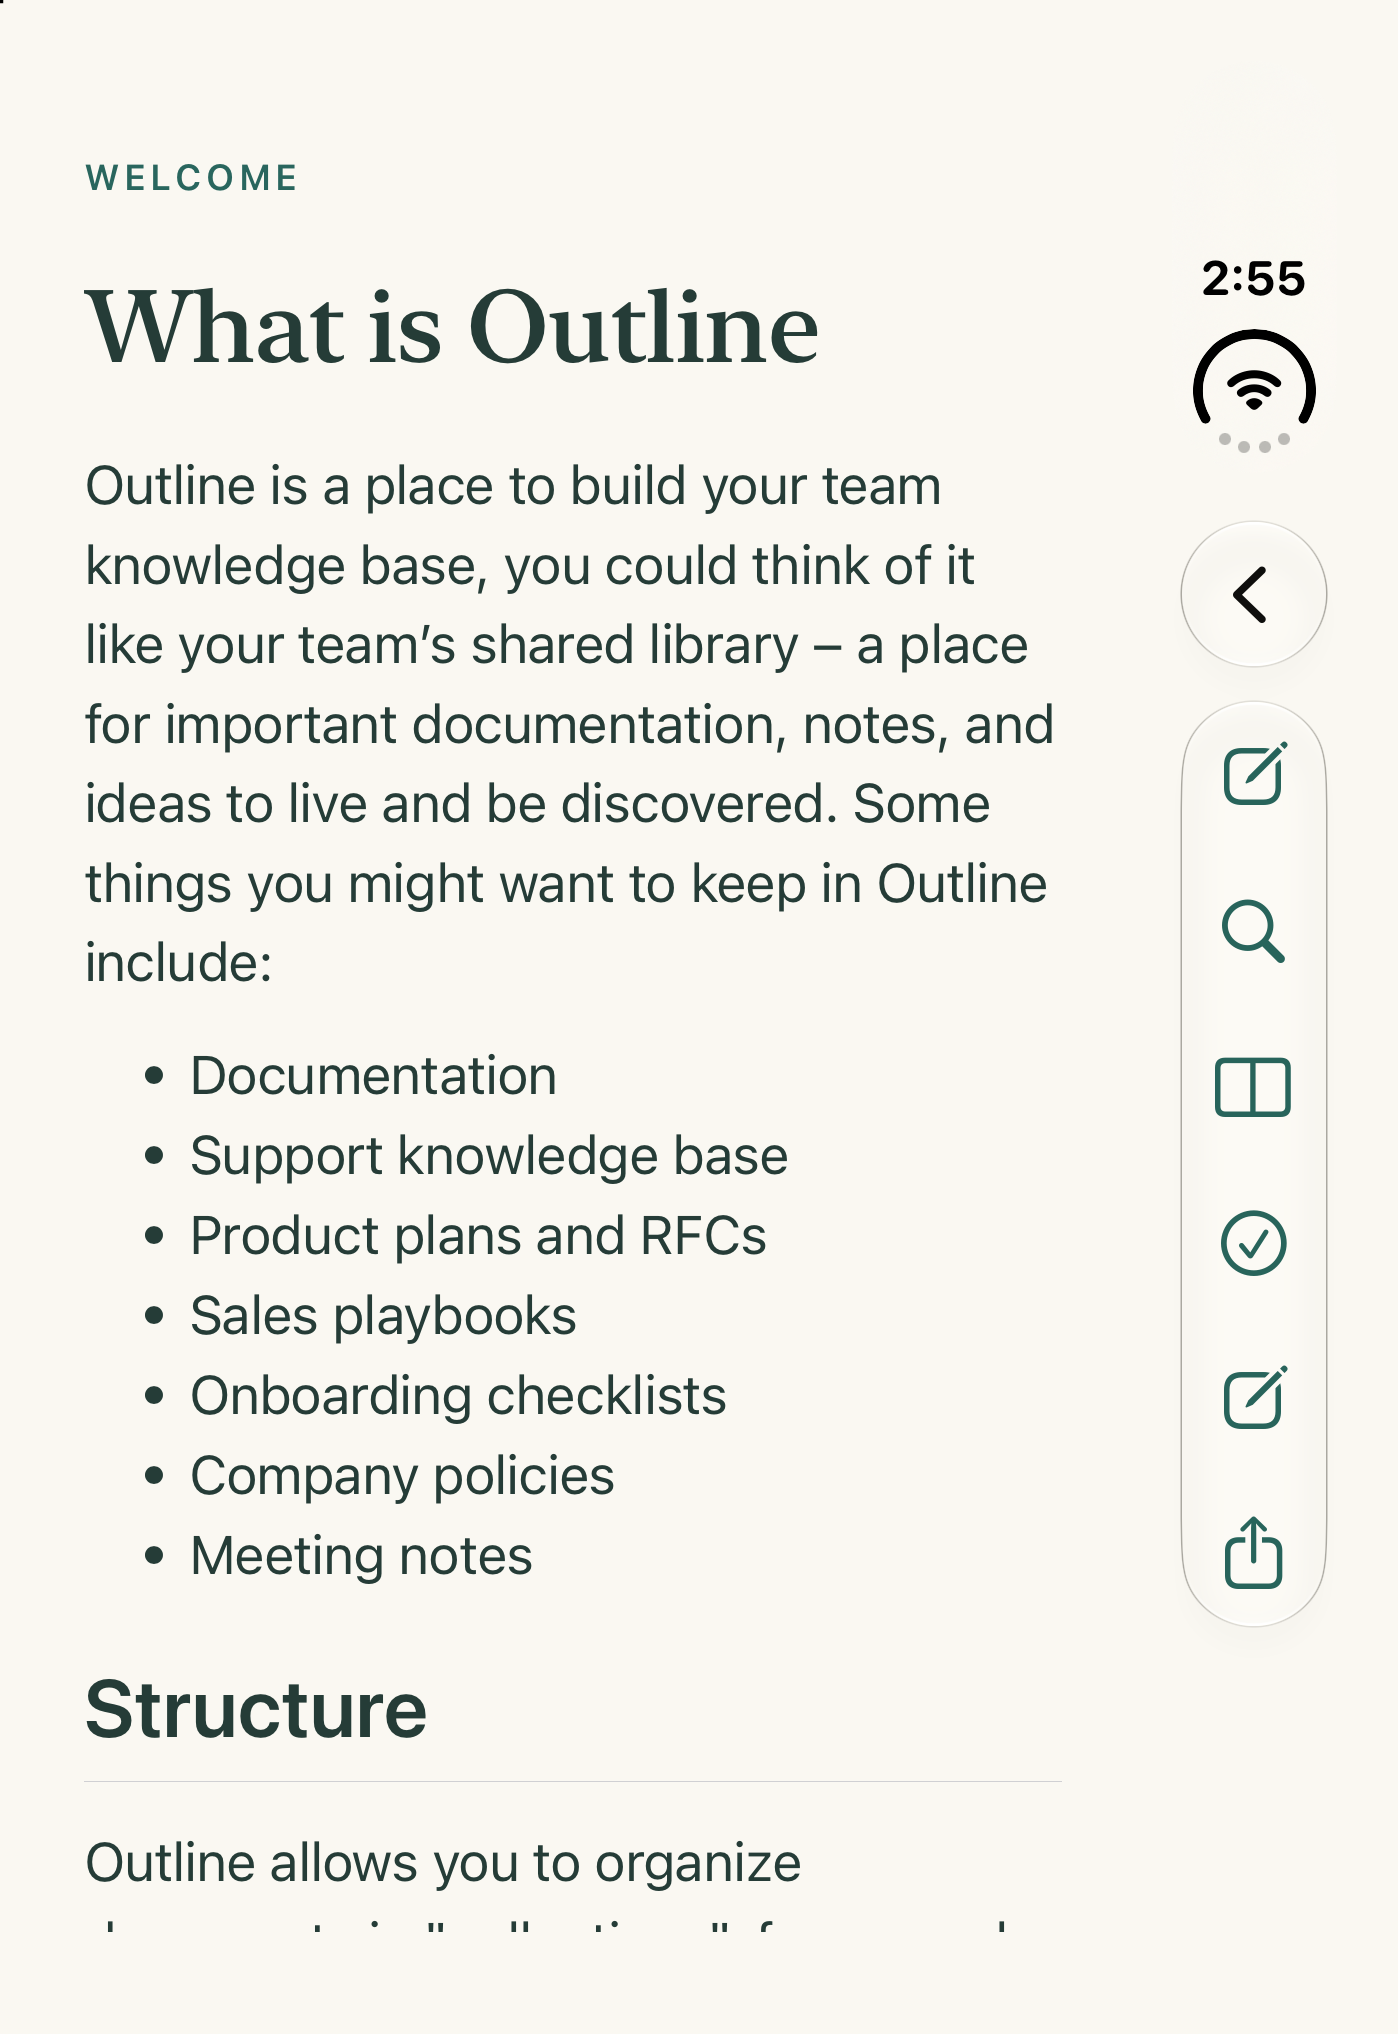 WELCOME
What is Outline
2:55
Outline is a place to build your team
knowledge base, you could think of it
like your team’s shared library – a place
for important documentation, notes, and
ideas to live and be discovered. Some
things you might want to keep in Outline
include:
• Documentation
• Support knowledge base
• Product plans and RFCs
• Sales playbooks
• Onboarding checklists
• Company policies
• Meeting notes
Structure
Outline allows you to organize